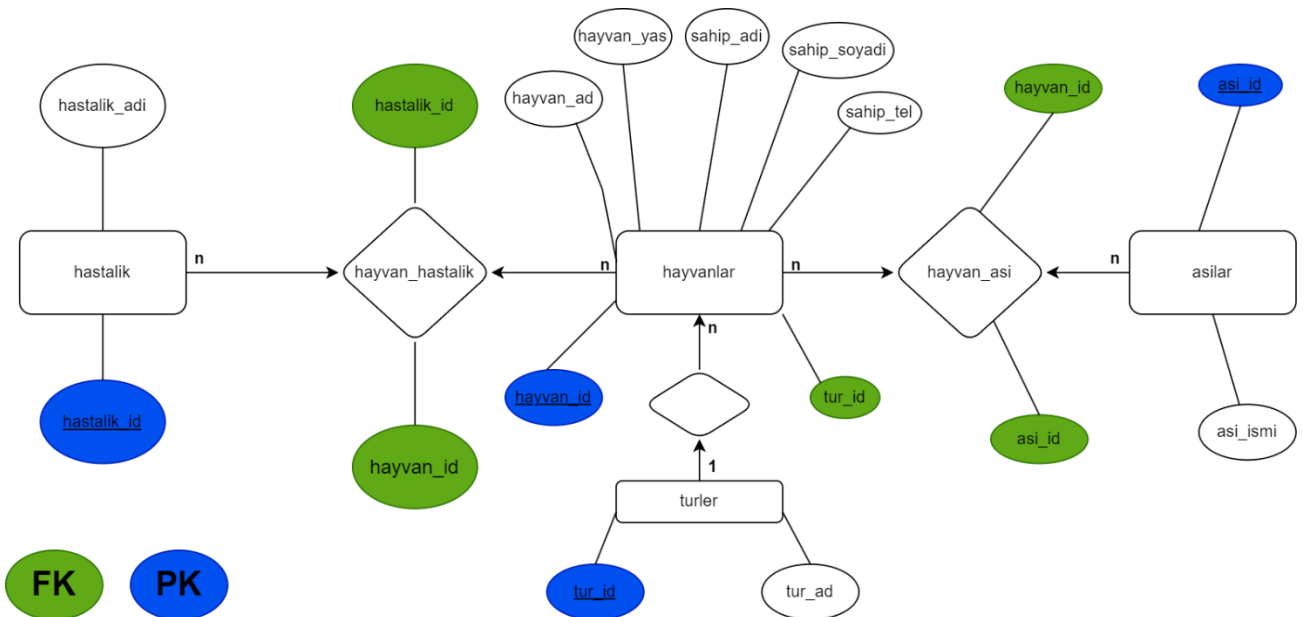 hayvan_yas
sahip_adi
sahip_soyadi
hastalik_adi
hastalik_id
hayvan_ad
sahip_tel
hayvan_id
asi_id
hastalik
n
hayvan_hastalik
n
hayvanlar
n
hayvan_asi
n
asilar
n
hastalik_id
hayvan_id
hayvan_id
tur_id
asi_id
asi_ismi
1
turler
FK
PK
tur_id
tur_ad